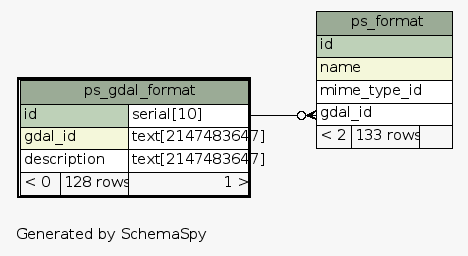 ps_format
id
name
mime_type_id
gdal_id
< 2 133 rows
ps_gdal_format
id serial[10]
gdal_id text[2147483647]
description text[2147483647]
< 0 128 rows 1 >
Generated by SchemaSpy